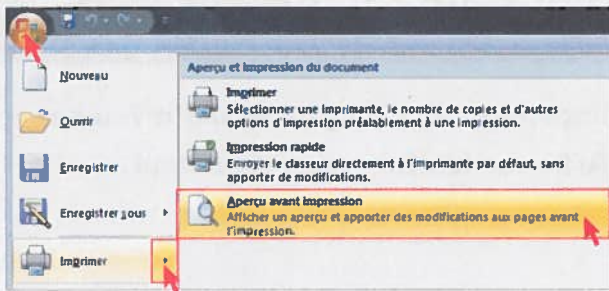 Nouveau
Ouvrir
Enregistrer
Enregistrer sous
Imprimer
Aperçu et impression du document
Imprimer
Sélectionner une imprimante, le nombre de copies et d'autres
options d'impression préalablement à une impression.
Impression rapide
Envoyer le classeur directement à l'imprimante par défaut, sans
apporter de modifications.
Aperçu avant impression
Afficher un aperçu et apporter des modifications aux pages avant
l'impression.